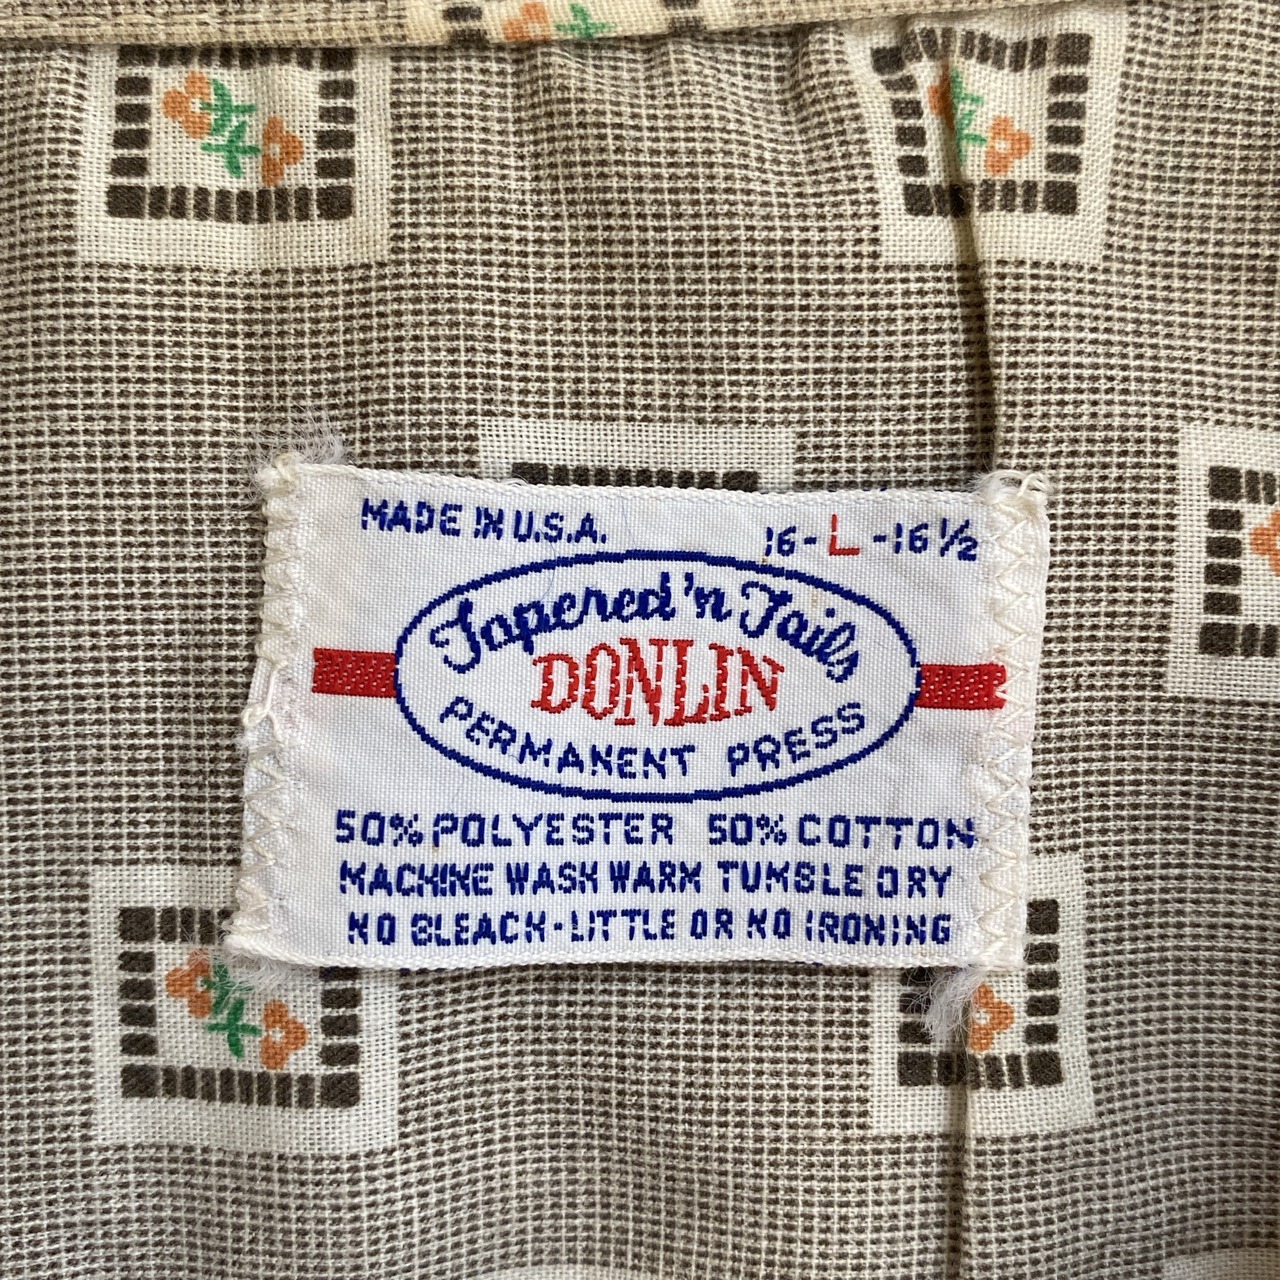 MADE IN U.S.A. 16-L-16½
Tapered 'n Tails
DONLIN
PERMANENT PRESS
50% POLYESTER 50% COTTON
MACHINE WASH WARM TUMBLE DRY
NO BLEACH-LITTLE OR NO IRONING